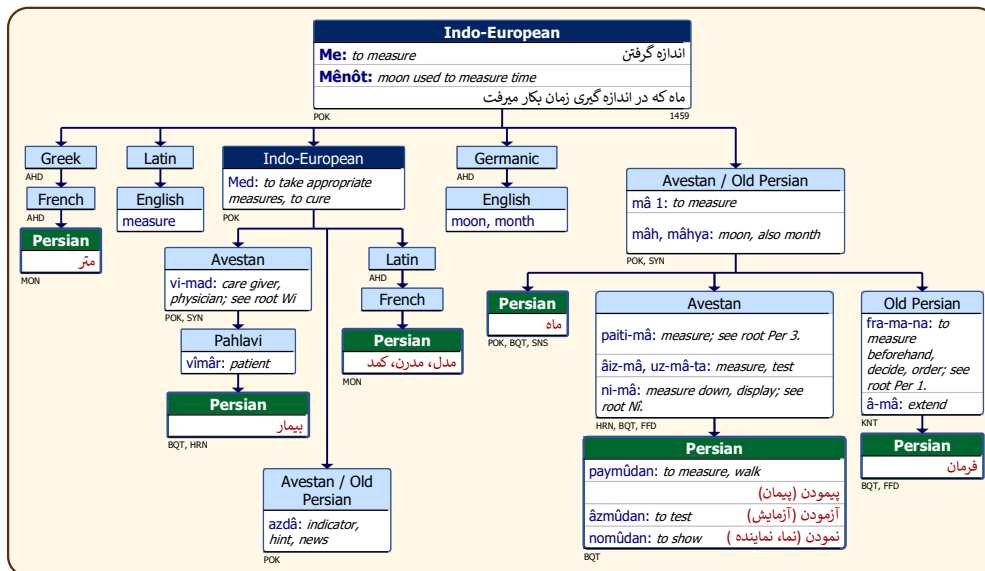 Indo-European
Me: to measure اندازه گرفتن
Mênôt: moon used to measure time
ماه که در اندازه گیری زمان بکار میرفت
POK 1459
Greek
AHD
French
AHD
Persian
متر
MON
Latin
English
measure
Indo-European
Med: to take appropriate
measures, to cure
POK
Germanic
AHD
English
moon, month
Avestan / Old Persian
mâ 1: to measure
mâh, mâhya: moon, also month
POK, SYN
Avestan
vi-mad: care giver,
physician; see root Wi
POK, SYN
Pahlavi
vîmâr: patient
Persian
بیمار
BQT, HRN
Avestan / Old
Persian
azdâ: indicator,
hint, news
POK
Latin
AHD
French
Persian
مدل، مدرن، کمد
MON
Persian
ماه
POK, BQT, SNS
Avestan
paiti-mâ: measure; see root Per 3.
âiz-mâ, uz-mâ-ta: measure, test
ni-mâ: measure down, display; see
root Nî.
HRN, BQT, FFD
Persian
paymûdan: to measure, walk
پیمودن (پیمان)
âzmûdan: to test آزمودن (آزمایش)
nomûdan: to show نمودن (نما، نماینده )
BQT
Old Persian
fra-ma-na: to
measure
beforehand,
decide, order; see
root Per 1.
â-mâ: extend
KNT
Persian
فرمان
BQT, FFD